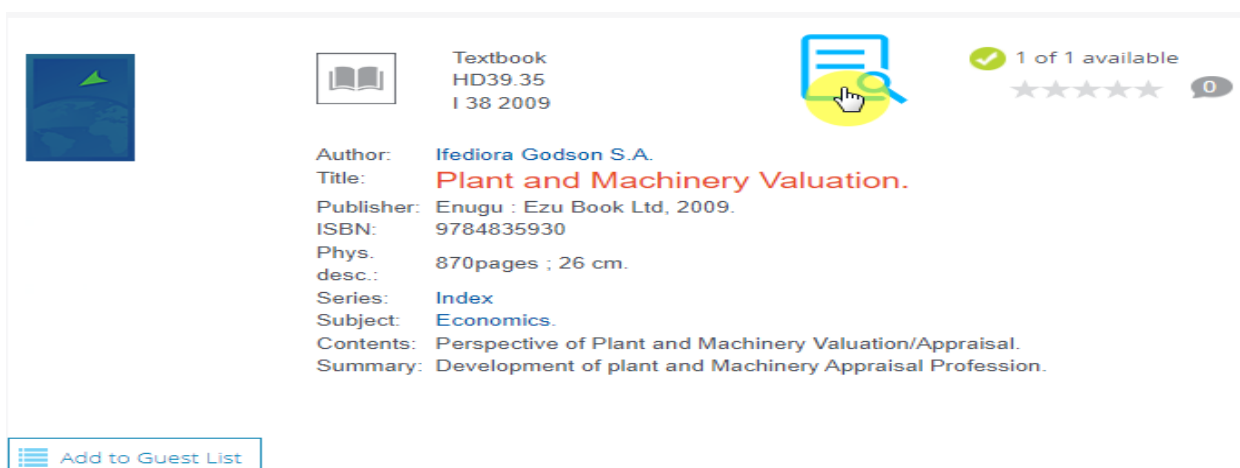 Textbook
HD39.35
I 38 2009
1 of 1 available
0
Author: Ifediora Godson S.A.
Title: Plant and Machinery Valuation.
Publisher: Enugu : Ezu Book Ltd, 2009.
ISBN: 9784835930
Phys. desc.: 870pages ; 26 cm.
Series: Index
Subject: Economics.
Contents: Perspective of Plant and Machinery Valuation/Appraisal.
Summary: Development of plant and Machinery Appraisal Profession.
Add to Guest List